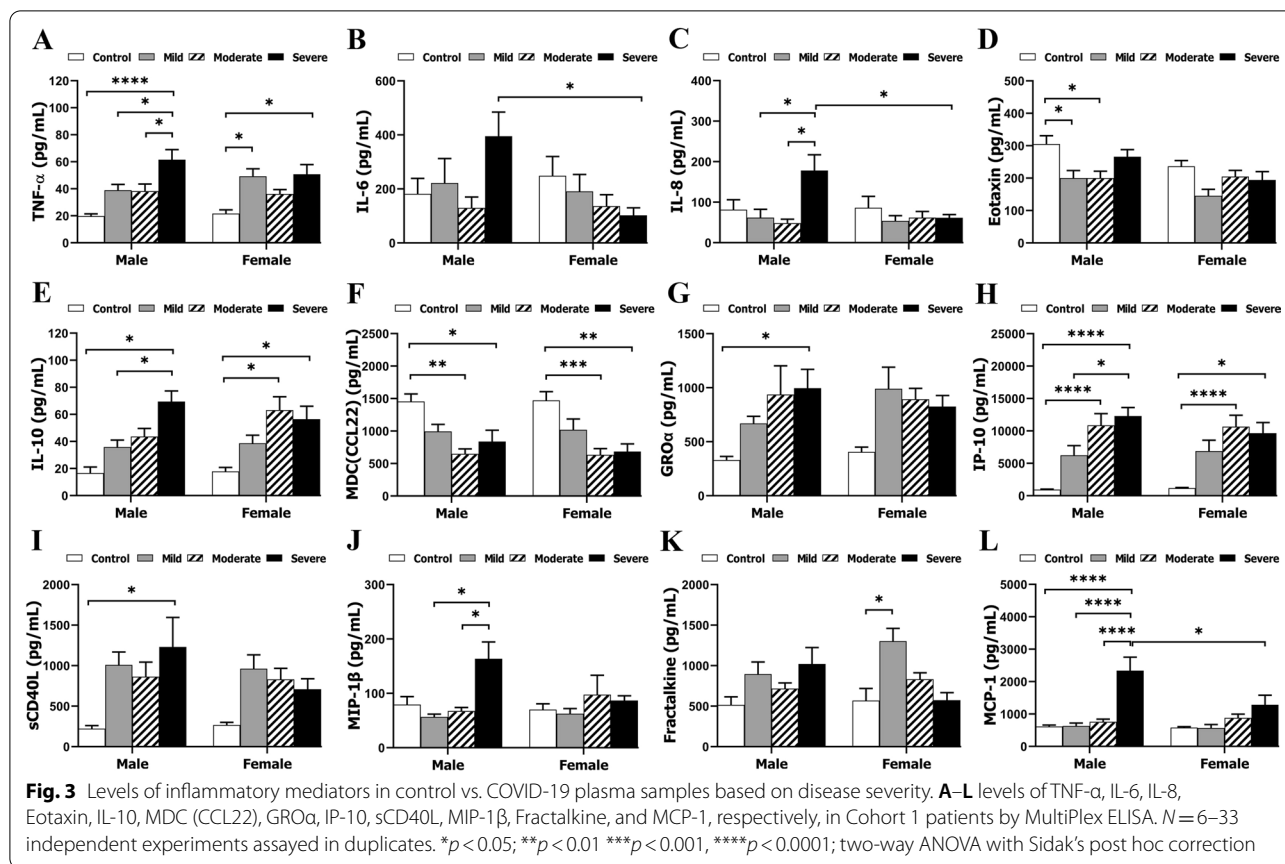 A
Control Mild Moderate Severe
TNF-α (pg/mL)
120
100
80
60
40
20
0
****
*
*
*
*
Male Female
B
Control Mild Moderate Severe
IL-6 (pg/mL)
600
400
200
0
*
Male Female
C
Control Mild Moderate Severe
IL-8 (pg/mL)
400
300
200
100
0
*
*
*
Male Female
D
Control Mild Moderate Severe
Eotaxin (pg/mL)
500
400
300
200
100
0
*
*
Male Female
E
Control Mild Moderate Severe
IL-10 (pg/mL)
120
100
80
60
40
20
0
*
*
*
*
Male Female
F
Control Mild Moderate Severe
MDC(CCL22) (pg/mL)
2500
2000
1500
1000
500
0
*
**
**
***
Male Female
G
Control Mild Moderate Severe
GROα (pg/mL)
1500
1000
500
0
*
Male Female
H
Control Mild Moderate Severe
IP-10 (pg/mL)
25000
20000
15000
10000
5000
0
****
*
****
*
****
Male Female
I
Control Mild Moderate Severe
sCD40L (pg/mL)
2000
1500
1000
500
0
*
Male Female
J
Control Mild Moderate Severe
MIP-1β (pg/mL)
300
200
100
0
*
*
Male Female
K
Control Mild Moderate Severe
Fractalkine (pg/mL)
2000
1500
1000
500
0
*
Male Female
L
Control Mild Moderate Severe
MCP-1 (pg/mL)
5000
4000
3000
2000
1000
0
****
****
****
*
Male Female
Fig. 3 Levels of inflammatory mediators in control vs. COVID-19 plasma samples based on disease severity. A–L levels of TNF-α, IL-6, IL-8,
Eotaxin, IL-10, MDC (CCL22), GROα, IP-10, sCD40L, MIP-1β, Fractalkine, and MCP-1, respectively, in Cohort 1 patients by MultiPlex ELISA. N = 6–33
independent experiments assayed in duplicates. *p < 0.05; **p < 0.01 ***p < 0.001, ****p < 0.0001; two-way ANOVA with Sidak's post hoc correction